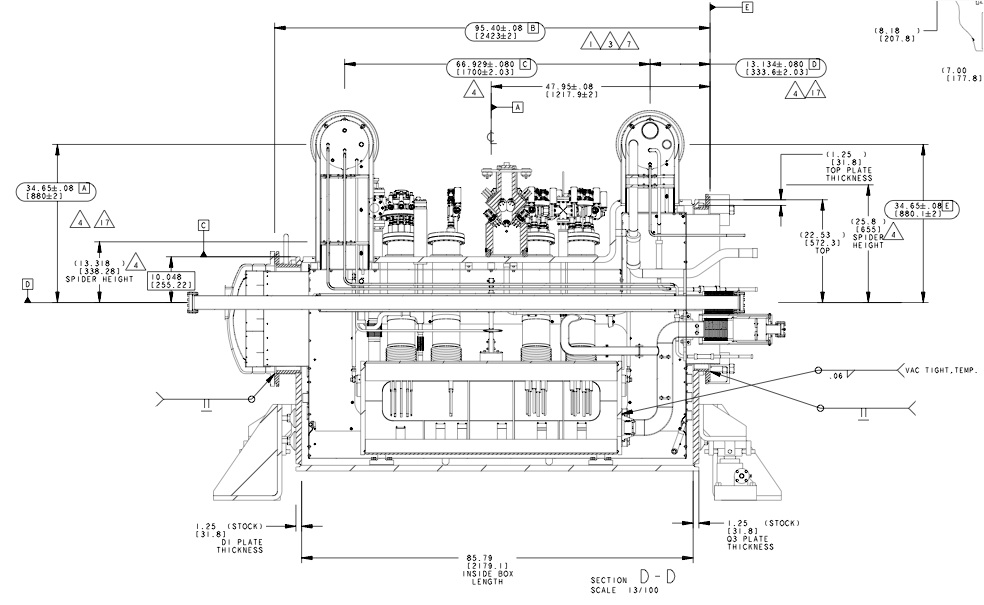 E
95.40±.08 B
[2423±2]
1 3 7
(8.18 )
[207.8]
66.929±.080 C
[1700±2.03]
13.134±.080 D
[333.6±2.03]
(7.00
[177.8]
4
47.95±.08
[1217.9±2]
4 17
A
(1.25 )
[31.8]
TOP PLATE
THICKNESS
34.65±.08 A
[880±2]
34.65±.08 E
[880.1±2]
4 17
C
(25.8 )
[655]
SPIDER
HEIGHT
4
(22.53 )
[572.3]
TOP
(13.318 )
[338.28]
SPIDER HEIGHT
4
10.048
[255.22]
D
.06
VAC TIGHT,TEMP.
1.25 (STOCK)
[31.8]
D1 PLATE
THICKNESS
1.25 (STOCK)
[31.8]
Q3 PLATE
THICKNESS
85.79
[2179.1]
INSIDE BOX
LENGTH
SECTION D-D
SCALE 13/100